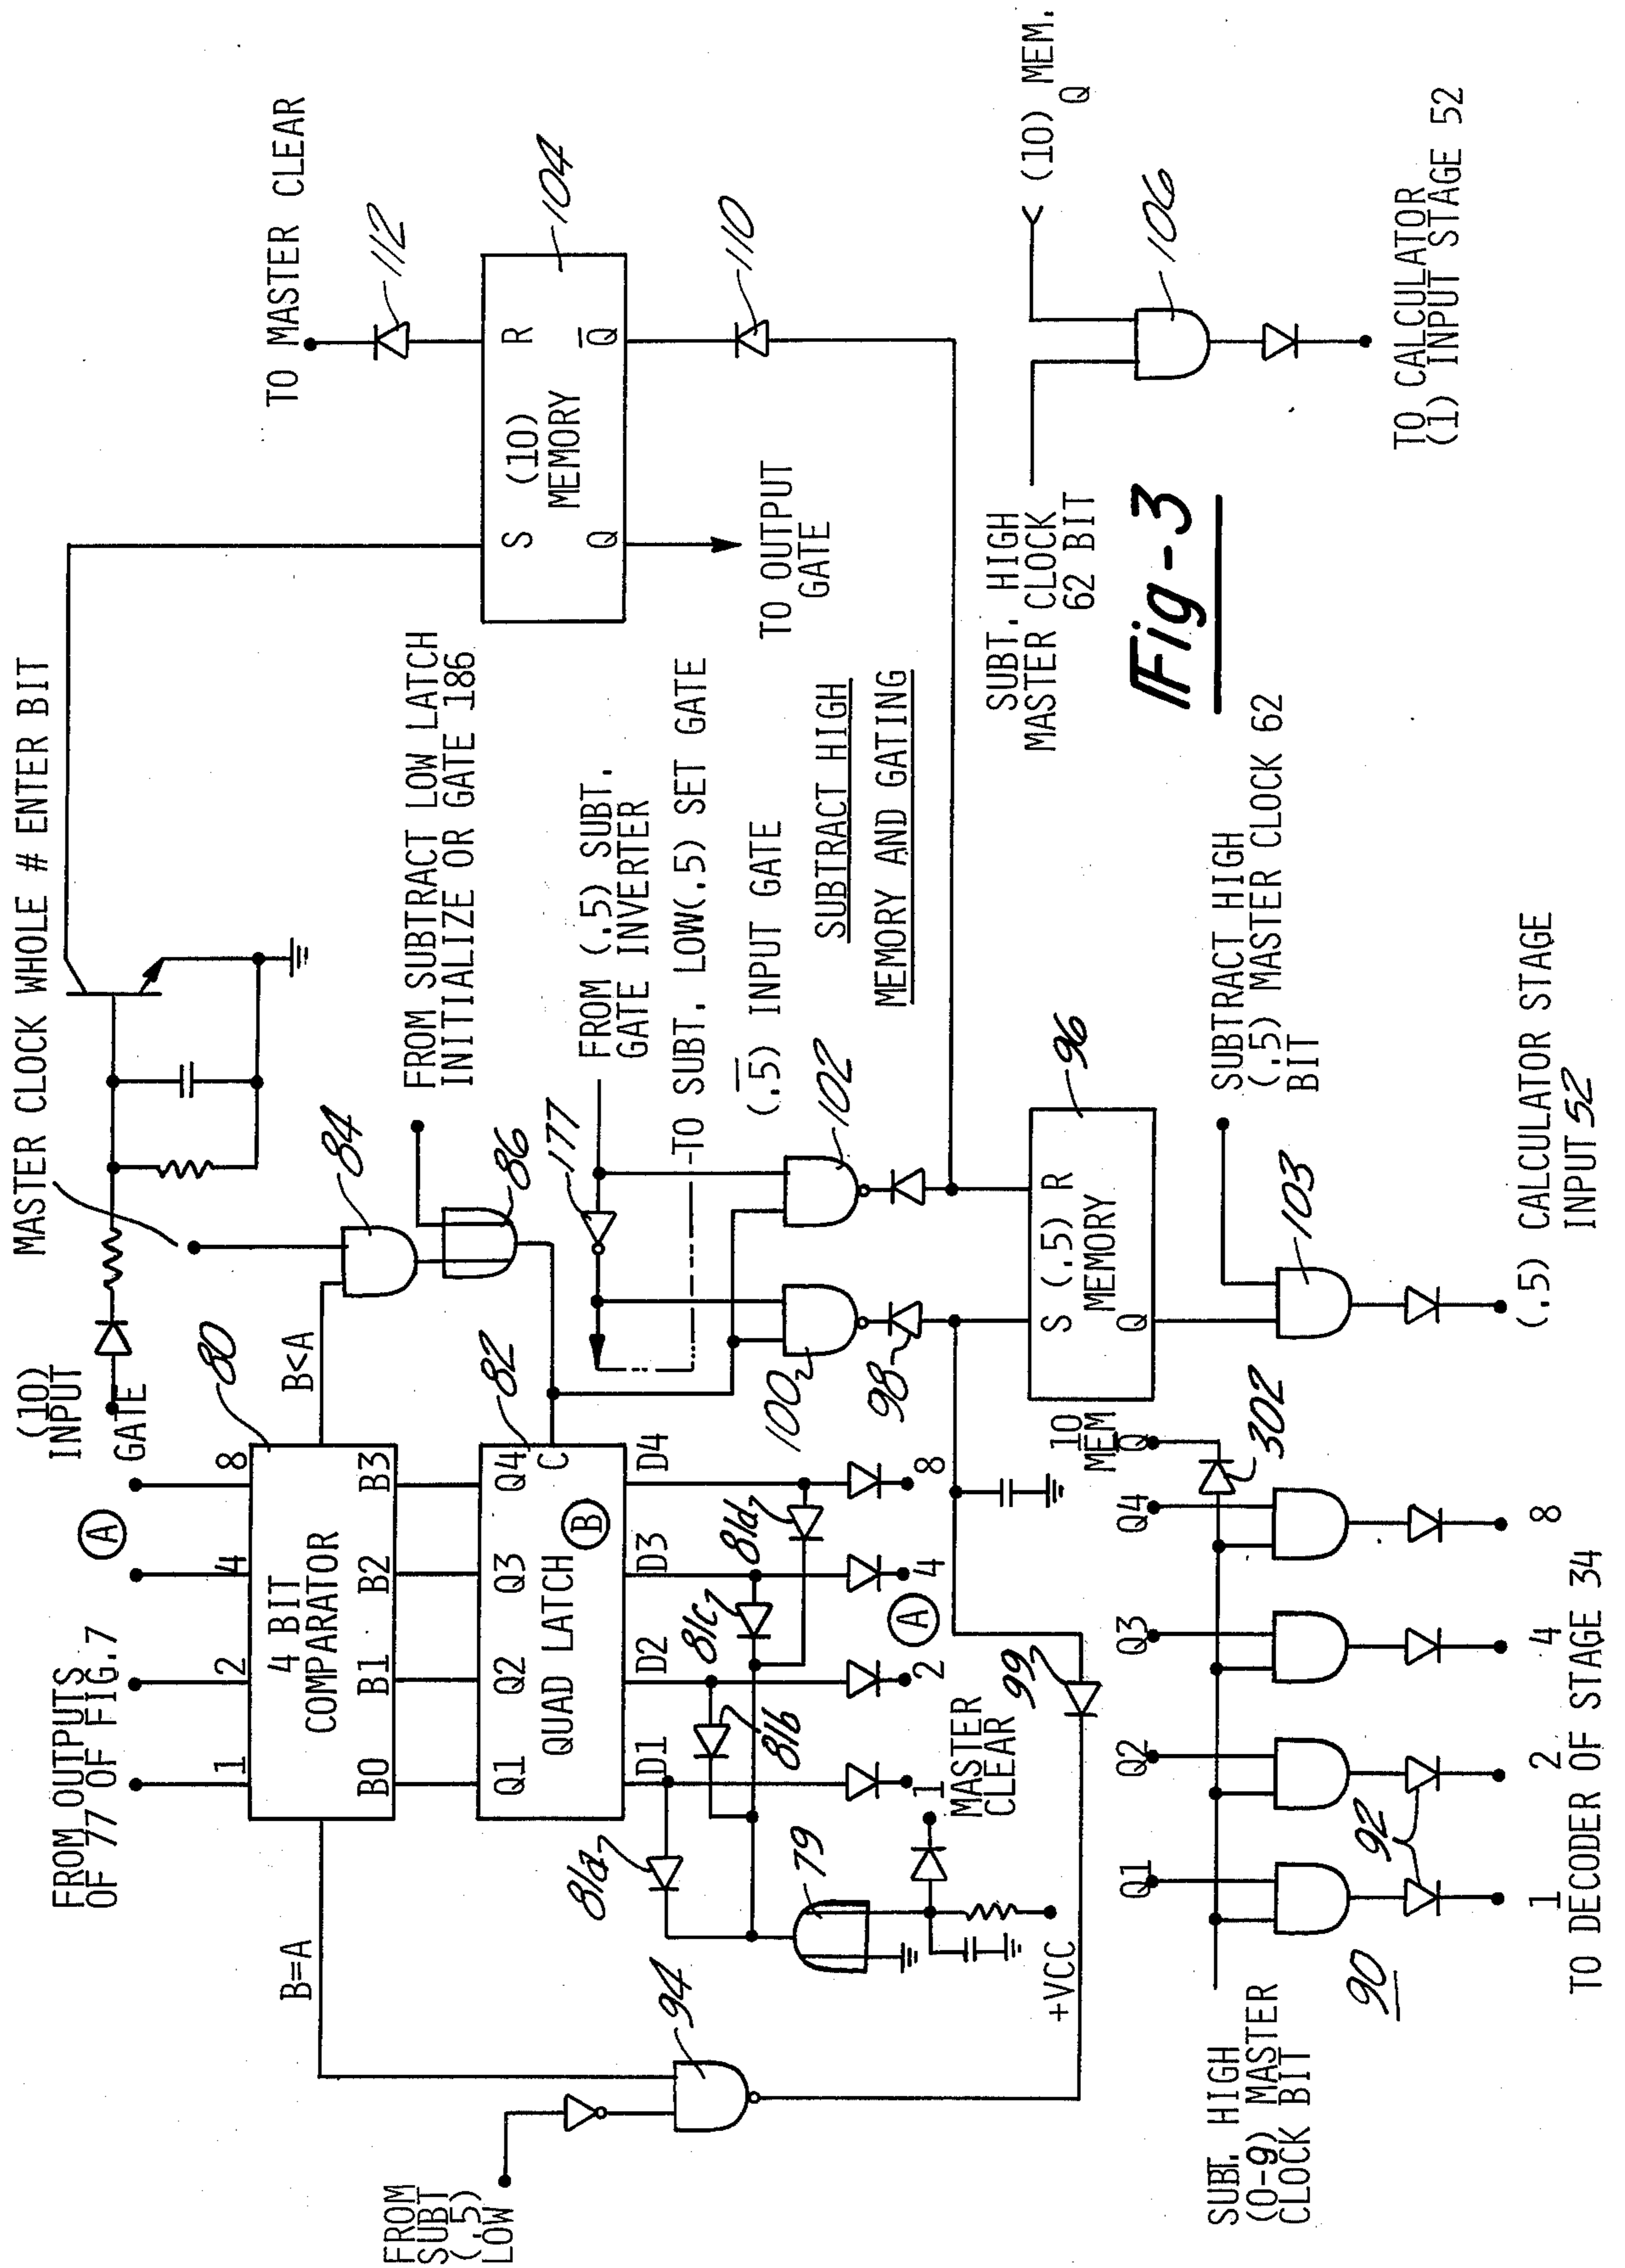 MASTER CLOCK WHOLE # ENTER BIT
(10)
INPUT
GATE
FROM OUTPUTS
OF 77 OF FIG.7
A
1
2
4
8
80
4 BIT
COMPARATOR
B0
B1
B2
B3
B=A
B<A
84
FROM SUBTRACT LOW LATCH
INITIALIZE OR GATE 186
86
TO MASTER CLEAR
112
104
S
(10)
MEMORY
R
Q
Q̅
110
TO OUTPUT
GATE
82
Q1
Q2
Q3
Q4
QUAD LATCH
B
C
D1
D2
D3
D4
177
FROM (.5) SUBT.
GATE INVERTER
TO SUBT. LOW(.5) SET GATE
(.5̅) INPUT GATE
SUBTRACT HIGH
MEMORY AND GATING
81a
81b
81c
81d
1
2
4
8
A
100
102
98
79
MASTER
CLEAR
+VCC
99
94
FROM
SUBT
(.5)
LOW
96
S
(.5)
MEMORY
R
Q
SUBT. HIGH
MASTER CLOCK
62 BIT
(10) MEM.
Q
106
TO CALCULATOR
(1) INPUT STAGE 52
Fig-3
SUBT. HIGH
(0-9) MASTER
CLOCK BIT
Q1
Q2
Q3
Q4
10
MEM
Q̅
302
90
92
1
2
4
8
TO DECODER OF STAGE 34
SUBTRACT HIGH
(.5) MASTER CLOCK 62
BIT
103
(.5) CALCULATOR STAGE
INPUT 52